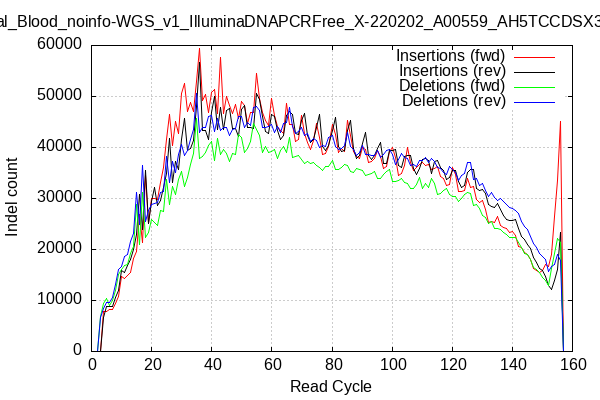 al_Blood_noinfo-WGS_v1_IlluminaDNAPCRFree_X-220202_A00559_AH5TCCDSX3
Insertions (fwd)
Insertions (rev)
Deletions (fwd)
Deletions (rev)
Indel count
60000
50000
40000
30000
20000
10000
0
0 20 40 60 80 100 120 140 160
Read Cycle